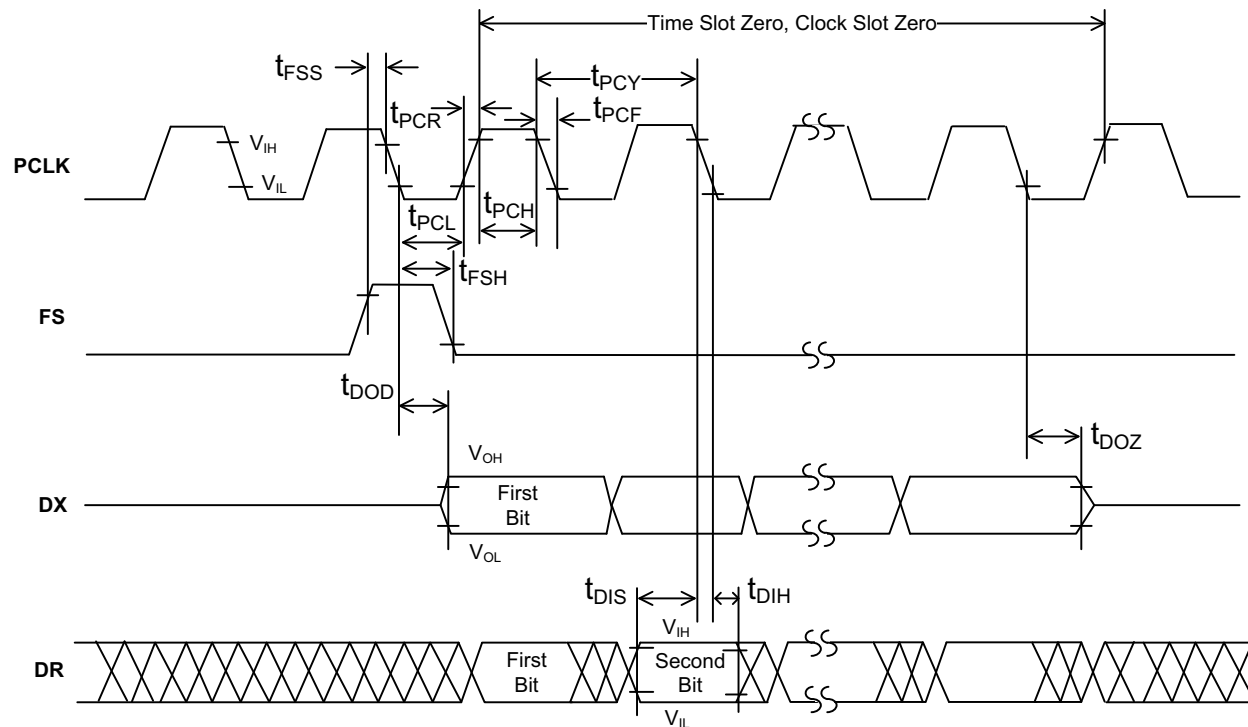 Time Slot Zero, Clock Slot Zero
tFSS
tPCY
tPCR
tPCF
PCLK
VIH
VIL
tPCL
tPCH
tFSH
FS
tDOD
tDOZ
VOH
DX
First
Bit
VOL
tDIS
tDIH
VIH
DR
First
Bit
Second
Bit
VIL